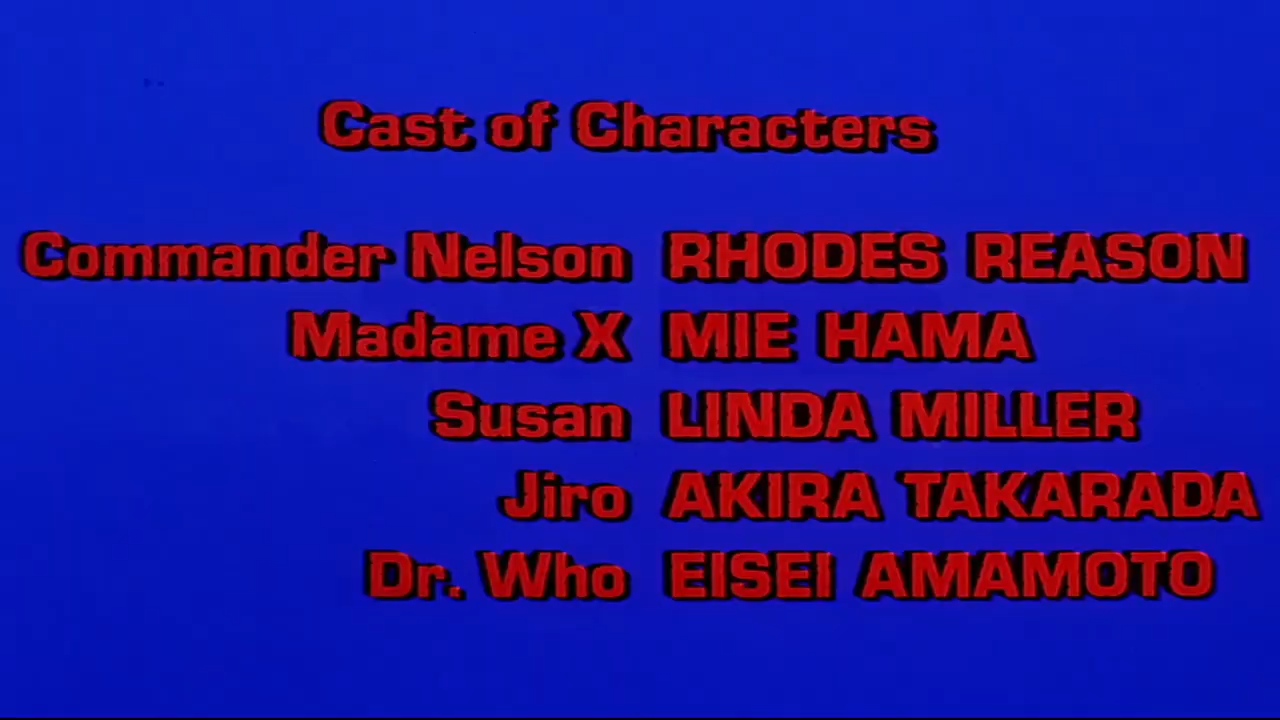 Cast of Characters
Commander Nelson RHODES REASON
Madame X MIE HAMA
Susan LINDA MILLER
Jiro AKIRA TAKARADA
Dr. Who EISEI AMAMOTO